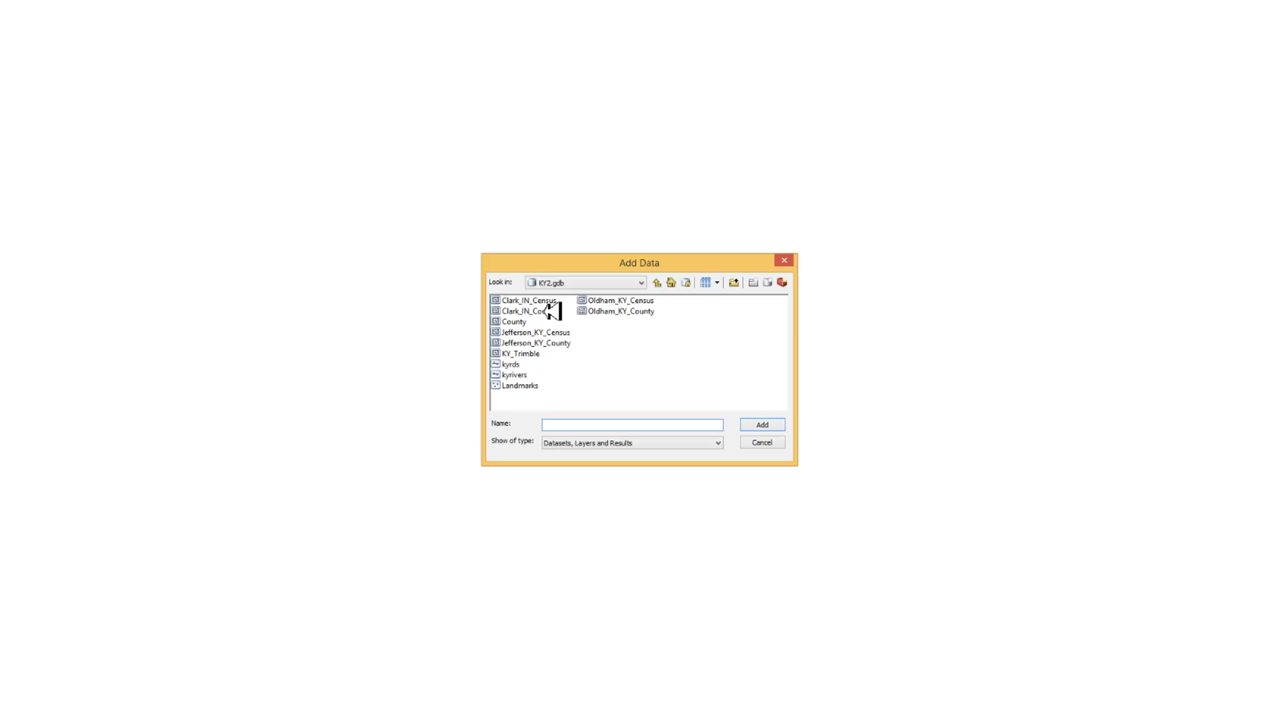 Add Data
Look in: KY2.gdb
Clark_IN_Census
Clark_IN_Co
County
Jefferson_KY_Census
Jefferson_KY_County
KY_Trimble
kyrds
kyrivers
Landmarks
Oldham_KY_Census
Oldham_KY_County
Name:
Add
Show of type: Datasets, Layers and Results
Cancel